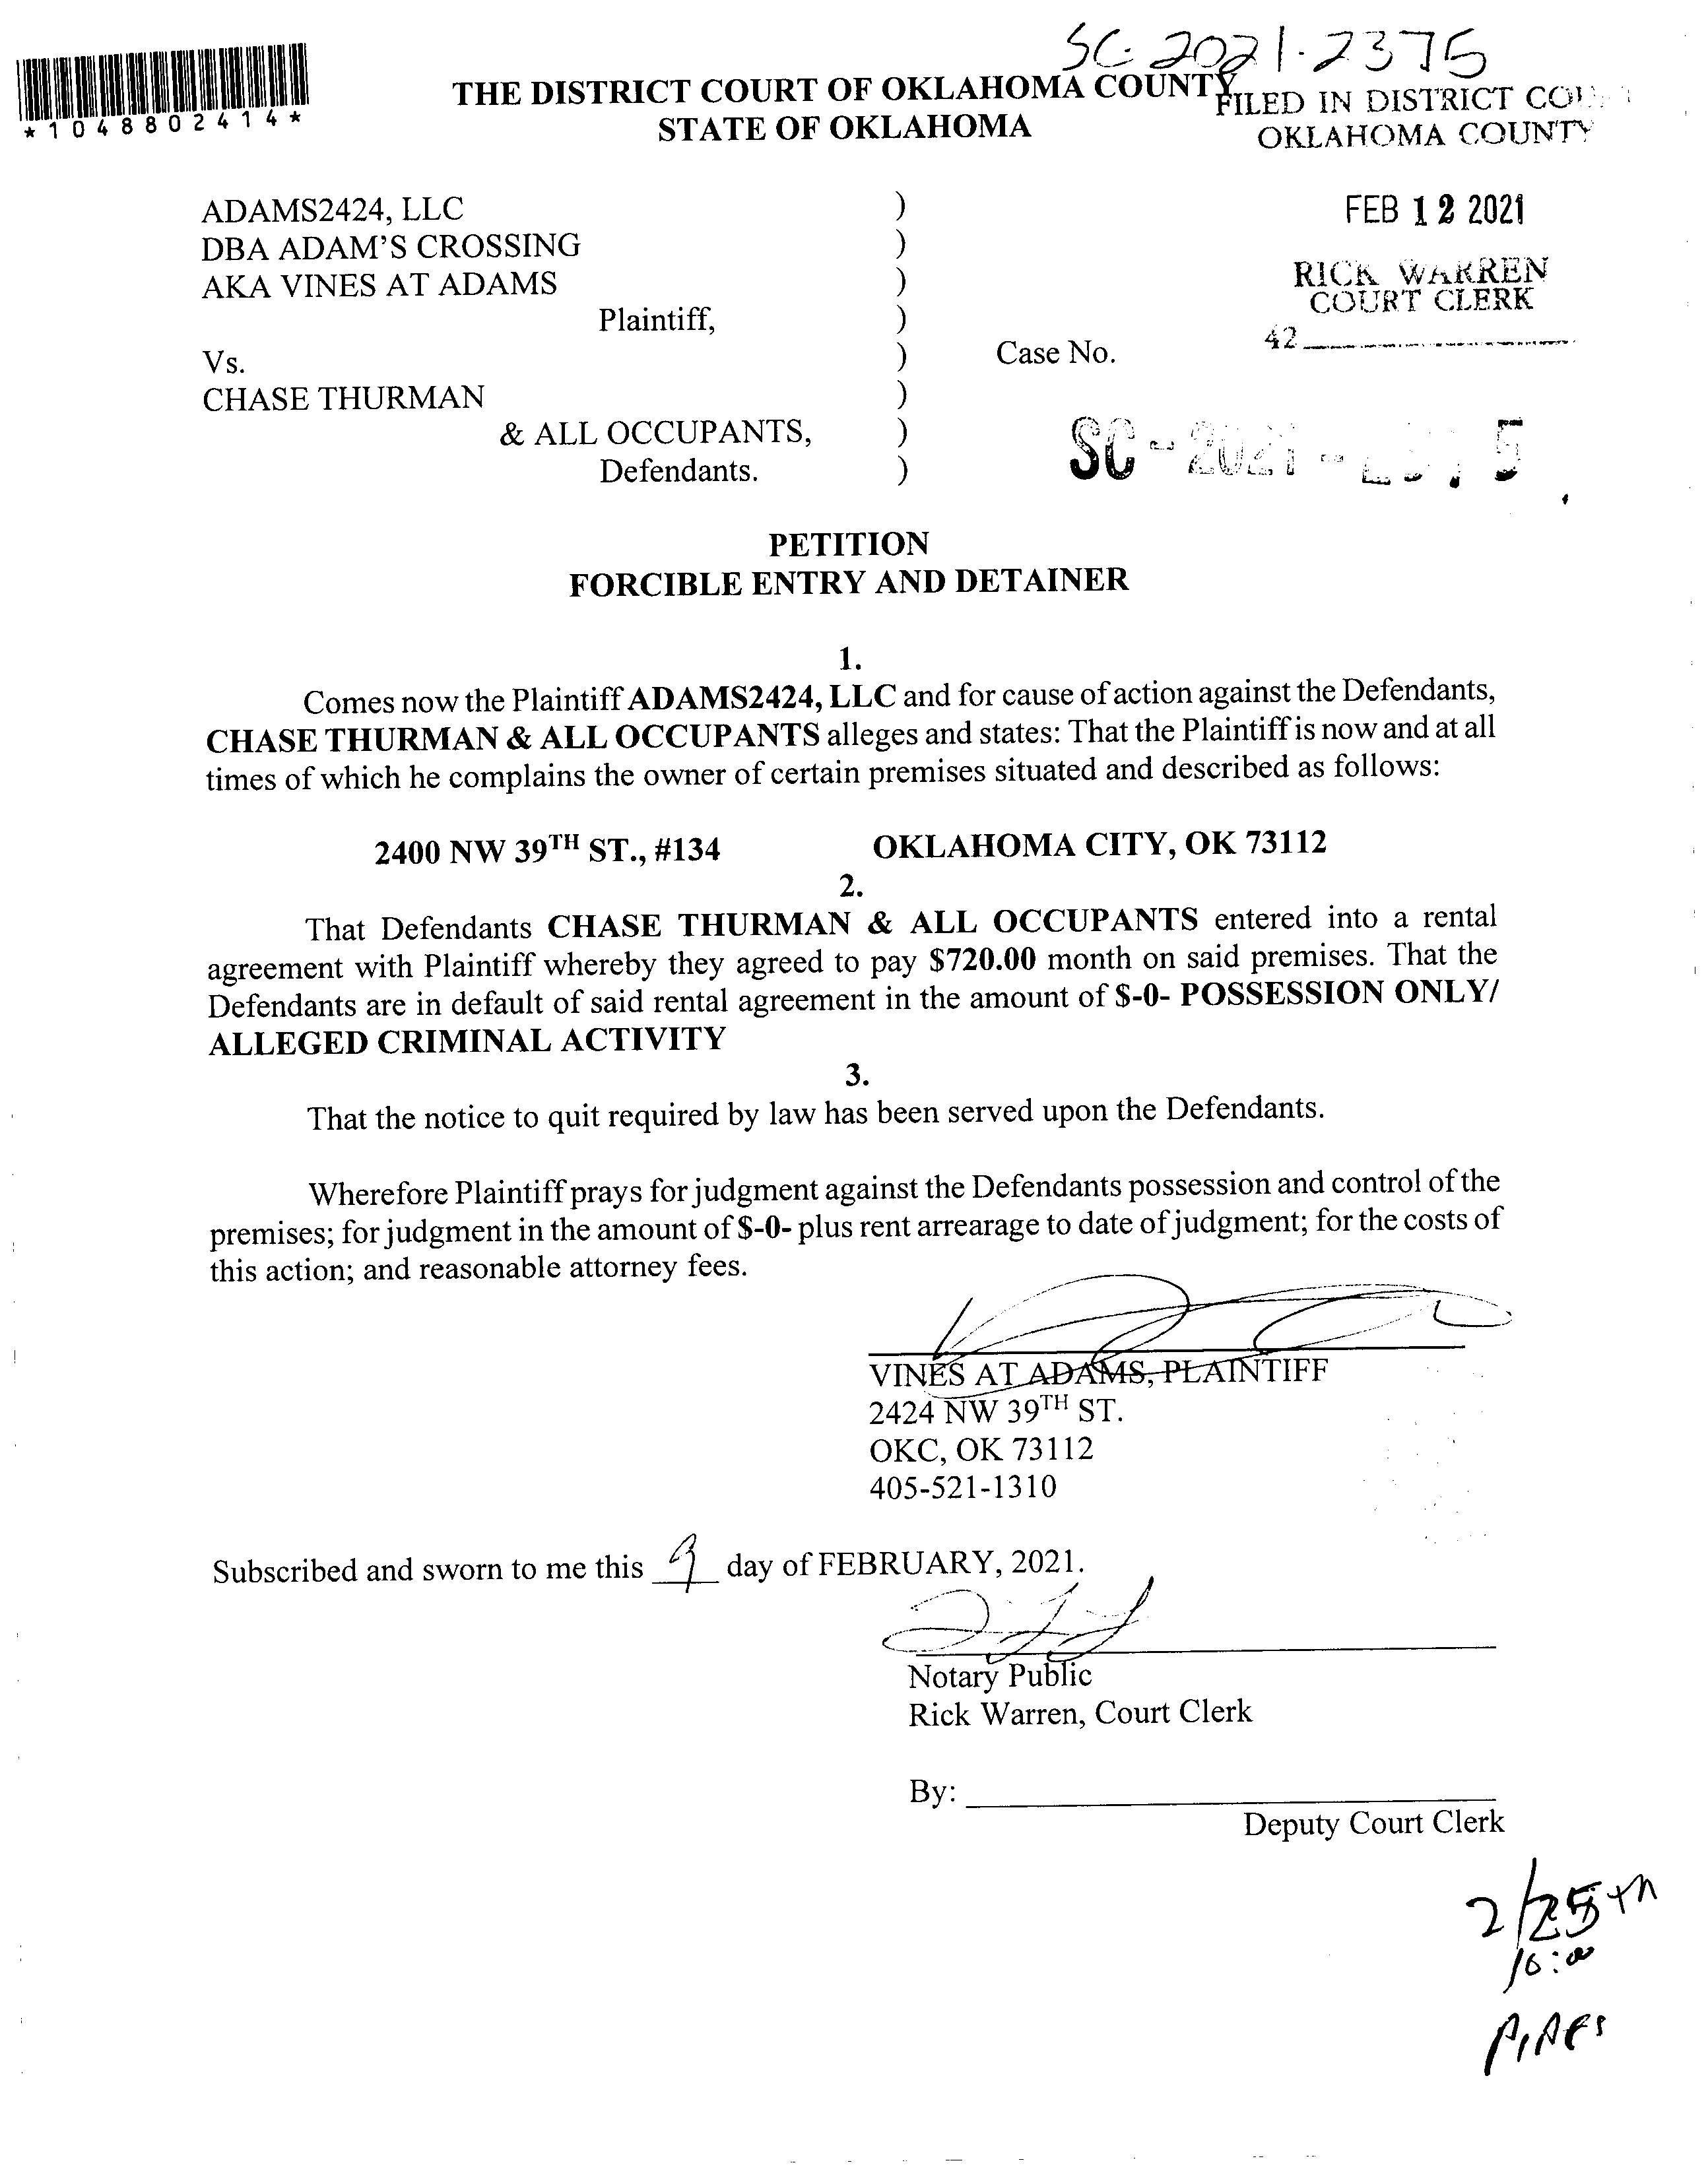 SC-2021-2375
*1048802414*
THE DISTRICT COURT OF OKLAHOMA COUNTY
STATE OF OKLAHOMA
FILED IN DISTRICT
OKLAHOMA COUNTY
FEB 12 2021
RICK WARREN
COURT CLERK
42
ADAMS2424, LLC )
DBA ADAM'S CROSSING )
AKA VINES AT ADAMS )
Plaintiff, )
Vs. ) Case No.
CHASE THURMAN )
& ALL OCCUPANTS, )
Defendants. )
SC-2021-
PETITION
FORCIBLE ENTRY AND DETAINER
1.
Comes now the Plaintiff ADAMS2424, LLC and for cause of action against the Defendants,
CHASE THURMAN & ALL OCCUPANTS alleges and states: That the Plaintiff is now and at all
times of which he complains the owner of certain premises situated and described as follows:
2400 NW 39TH ST., #134 OKLAHOMA CITY, OK 73112
2.
That Defendants CHASE THURMAN & ALL OCCUPANTS entered into a rental
agreement with Plaintiff whereby they agreed to pay $720.00 month on said premises. That the
Defendants are in default of said rental agreement in the amount of $-0- POSSESSION ONLY/
ALLEGED CRIMINAL ACTIVITY
3.
That the notice to quit required by law has been served upon the Defendants.
Wherefore Plaintiff prays for judgment against the Defendants possession and control of the
premises; for judgment in the amount of $-0- plus rent arrearage to date of judgment; for the costs of
this action; and reasonable attorney fees.
VINES AT ADAMS, PLAINTIFF
2424 NW 39TH ST.
OKC, OK 73112
405-521-1310
Subscribed and sworn to me this 9 day of FEBRUARY, 2021.
Notary Public
Rick Warren, Court Clerk
By:
Deputy Court Clerk
2/25th
10:00